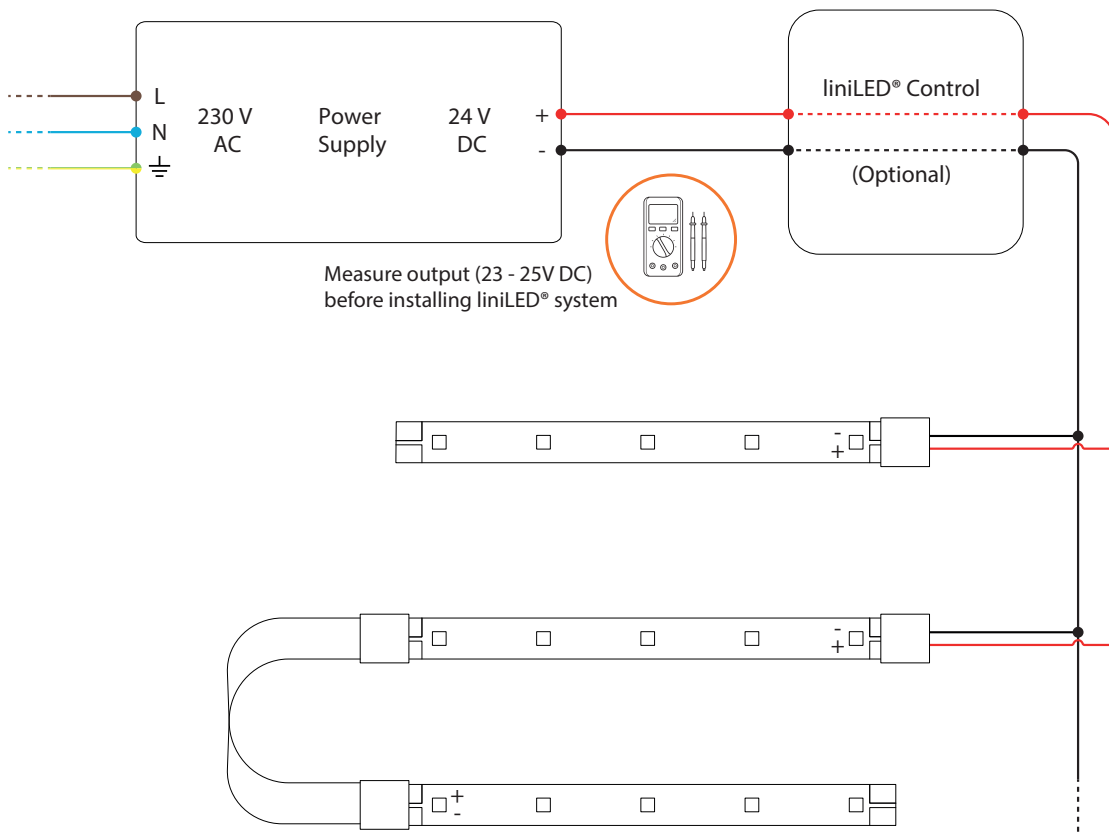 L
N
230 V
AC
Power
Supply
24 V
DC
+
-
liniLED® Control
(Optional)
Measure output (23 - 25V DC)
before installing liniLED® system
-
+
-
+
+
-